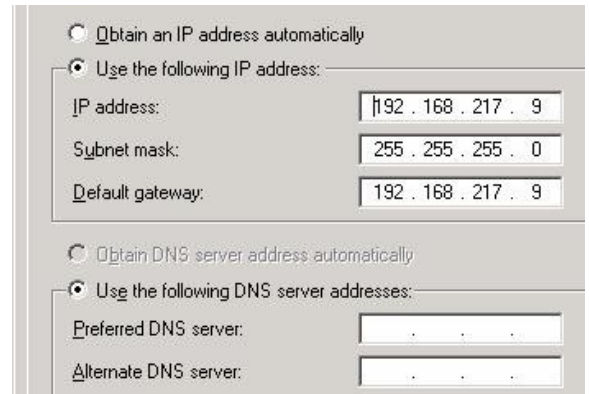 Obtain an IP address automatically
Use the following IP address:
IP address: 192 . 168 . 217 . 9
Subnet mask: 255 . 255 . 255 . 0
Default gateway: 192 . 168 . 217 . 9
Obtain DNS server address automatically
Use the following DNS server addresses:
Preferred DNS server: . . .
Alternate DNS server: . . .